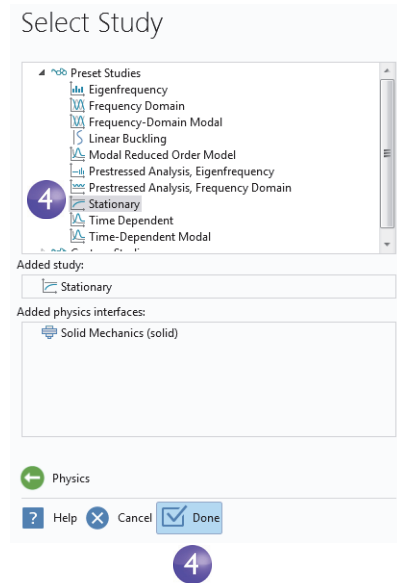 Select Study
Preset Studies
Eigenfrequency
Frequency Domain
Frequency-Domain Modal
Linear Buckling
Modal Reduced Order Model
Prestressed Analysis, Eigenfrequency
Prestressed Analysis, Frequency Domain
4 Stationary
Time Dependent
Time-Dependent Modal
Added study:
Stationary
Added physics interfaces:
Solid Mechanics (solid)
Physics
? Help Cancel Done
4